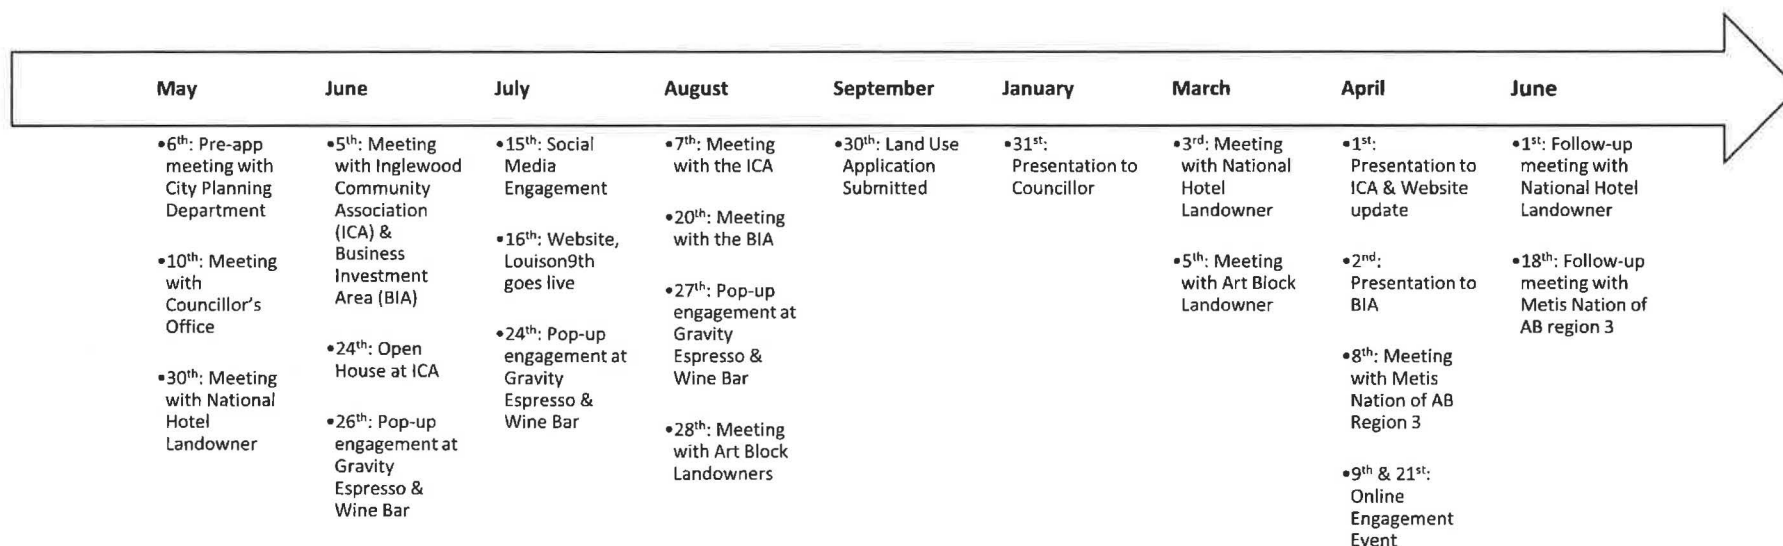 May
June
July
August
September
January
March
April
June
•6th: Pre-app
meeting with
City Planning
Department
•10th: Meeting
with
Councillor's
Office
•30th: Meeting
with National
Hotel
Landowner
•5th: Meeting
with Inglewood
Community
Association
(ICA) &
Business
Investment
Area (BIA)
•24th: Open
House at ICA
•26th: Pop-up
engagement at
Gravity
Espresso &
Wine Bar
•15th: Social
Media
Engagement
•16th: Website,
Louison9th
goes live
•24th: Pop-up
engagement at
Gravity
Espresso &
Wine Bar
•7th: Meeting
with the ICA
•20th: Meeting
with the BIA
•27th: Pop-up
engagement at
Gravity
Espresso &
Wine Bar
•28th: Meeting
with Art Block
Landowners
•30th: Land Use
Application
Submitted
•31st:
Presentation to
Councillor
•3rd: Meeting
with National
Hotel
Landowner
•5th: Meeting
with Art Block
Landowner
•1st:
Presentation to
ICA & Website
update
•2nd:
Presentation to
BIA
•8th: Meeting
with Metis
Nation of AB
Region 3
•9th & 21st:
Online
Engagement
Event
•1st: Follow-up
meeting with
National Hotel
Landowner
•18th: Follow-up
meeting with
Metis Nation of
AB region 3